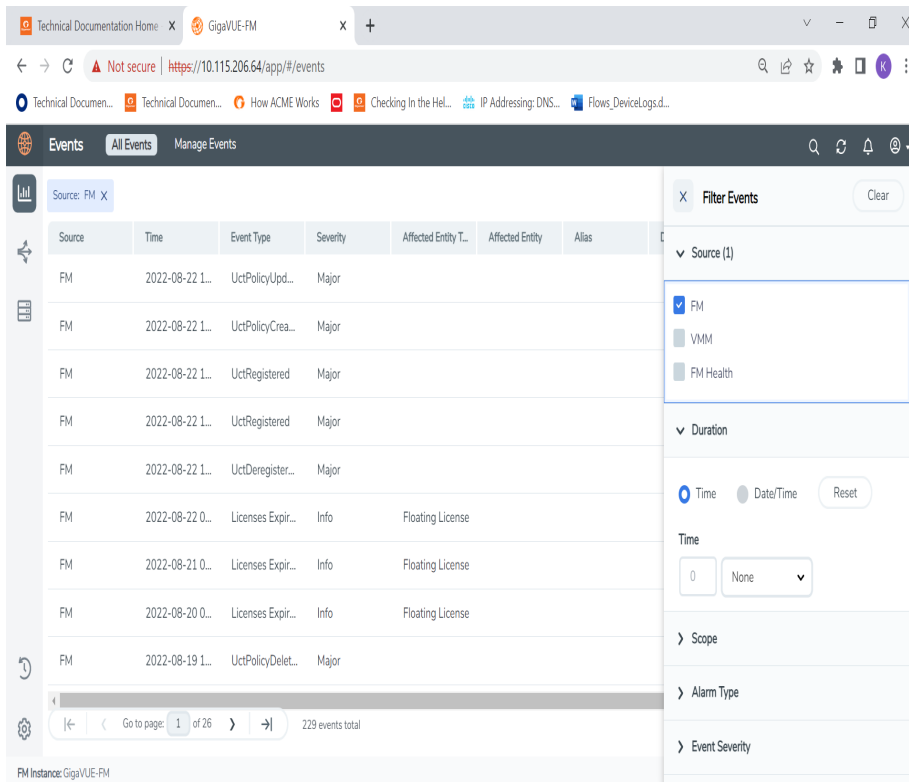 Technical Documentation Home
GigaVUE-FM
Not secure https://10.115.206.64/app/#/events
K
Technical Documen... Technical Documen... How ACME Works Checking In the Hel... IP Addressing: DNS... Flows_DeviceLogs.d...
Events All Events Manage Events
Source: FM X
Filter Events Clear
Source Time Event Type Severity Affected Entity T... Affected Entity Alias D
FM 2022-08-22 1... UctPolicyUpd... Major
FM 2022-08-22 1... UctPolicyCrea... Major
FM 2022-08-22 1... UctRegistered Major
FM 2022-08-22 1... UctRegistered Major
FM 2022-08-22 1... UctDeregister... Major
FM 2022-08-22 0... Licenses Expir... Info Floating License
FM 2022-08-21 0... Licenses Expir... Info Floating License
FM 2022-08-20 0... Licenses Expir... Info Floating License
FM 2022-08-19 1... UctPolicyDelet... Major
Go to page: 1 of 26 229 events total
FM Instance: GigaVUE-FM
Source (1)
FM
VMM
FM Health
Duration
Time Date/Time Reset
Time
0 None
Scope
Alarm Type
Event Severity